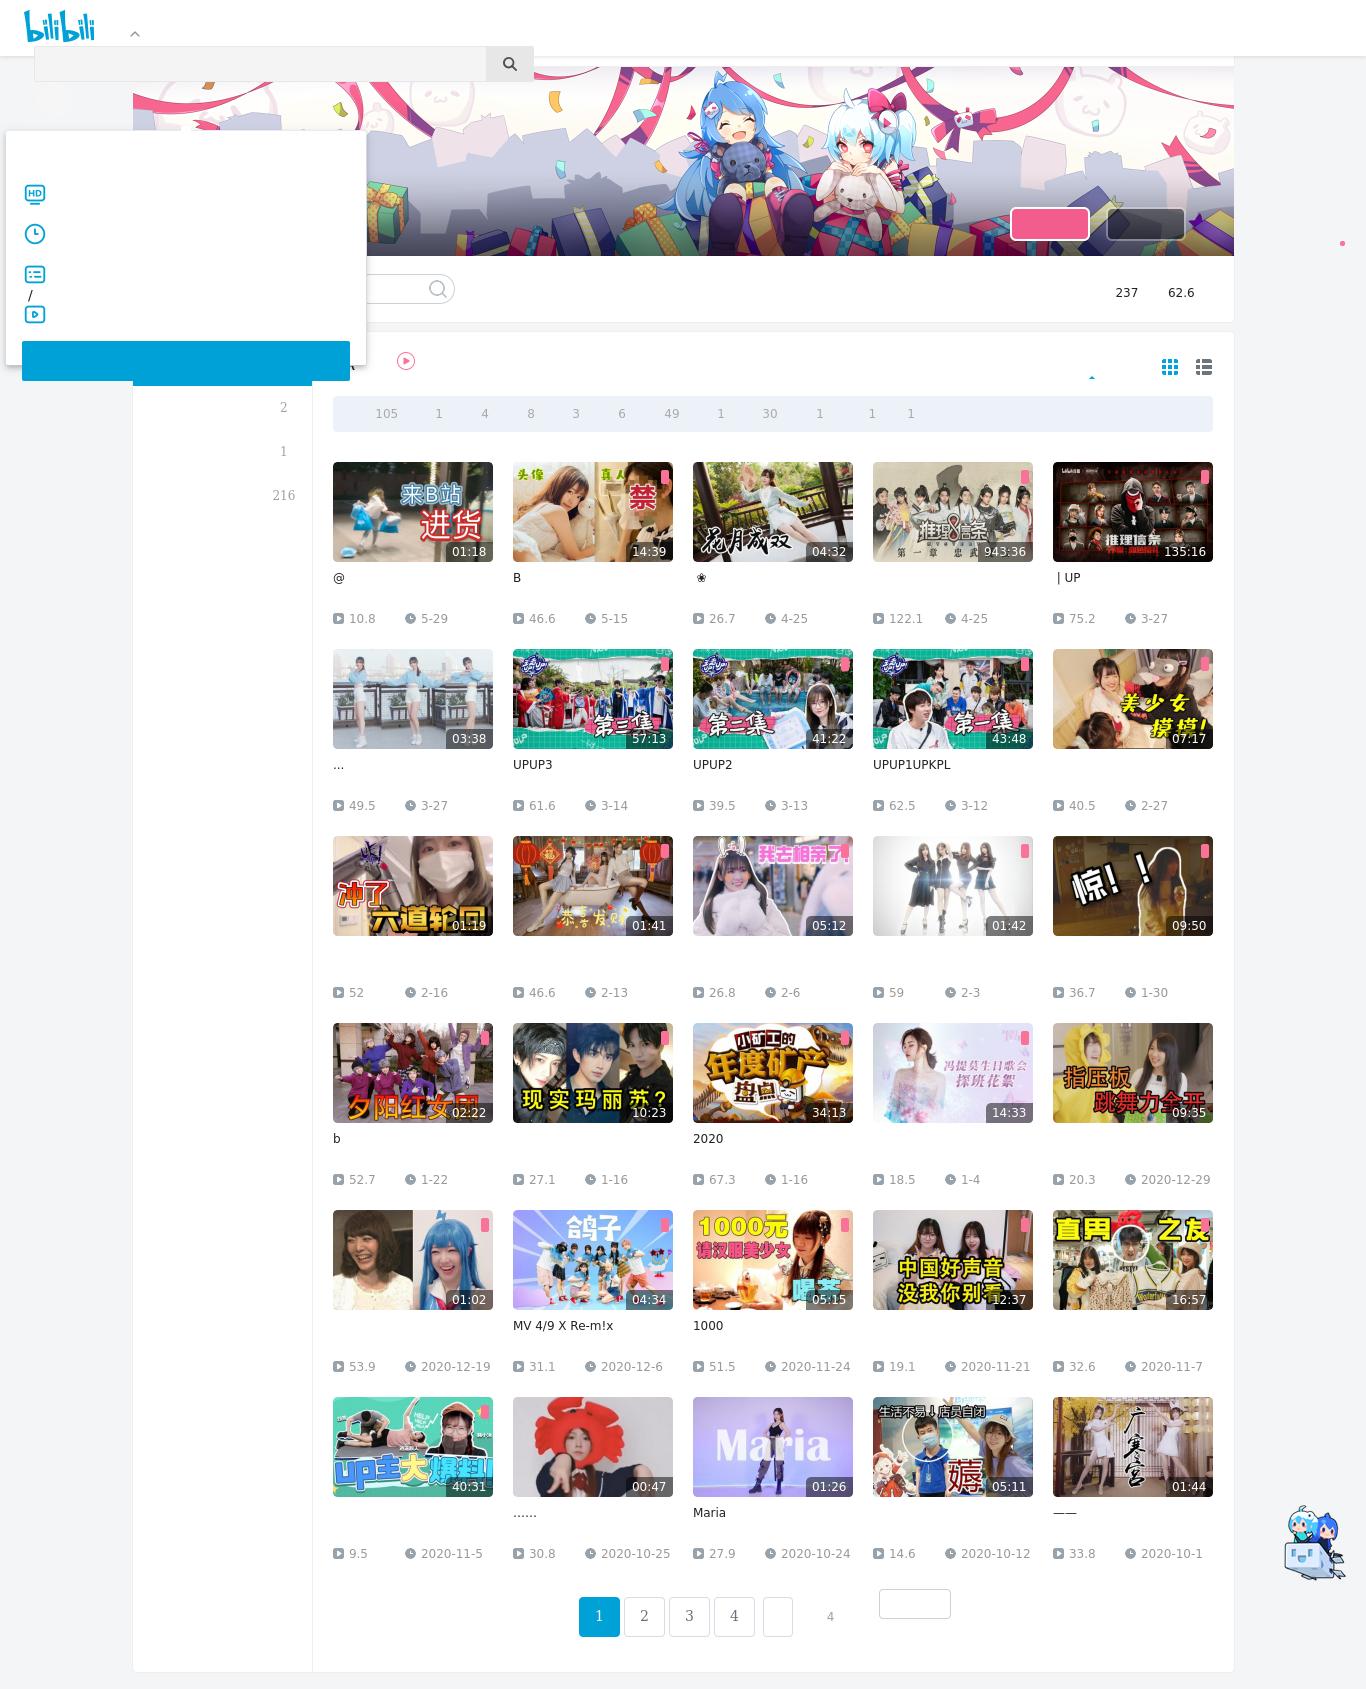 bilibili
HD
/
237 62.6
2
1
216
105 1 4 8 3 6 49 1 30 1 1 1
来B站
进货
01:18
头像 真人
禁
14:39
花月成双
04:32
推理信条
第一章 忠武
943:36
推理信条
135:16
@
B
❀
| UP
10.8 5-29
46.6 5-15
26.7 4-25
122.1 4-25
75.2 3-27
03:38
第三集
57:13
第二集
41:22
第一集
43:48
美少女
摸摸!
07:17
...
UPUP3
UPUP2
UPUP1UPKPL
49.5 3-27
61.6 3-14
39.5 3-13
62.5 3-12
40.5 2-27
冲了
六道轮回
01:19
恭喜发财
01:41
我去相亲了!
05:12
01:42
惊!!
09:50
52 2-16
46.6 2-13
26.8 2-6
59 2-3
36.7 1-30
夕阳红女团
02:22
现实玛丽苏?
10:23
小矿工的
年度矿产
盘点
34:13
冯提莫生日歌会
探班花絮
14:33
指压板
跳舞力全开
09:35
b
2020
52.7 1-22
27.1 1-16
67.3 1-16
18.5 1-4
20.3 2020-12-29
01:02
鸽子
04:34
1000元
请汉服美少女
喝茶
05:15
中国好声音
没我你别看
12:37
直男 之友
16:57
MV 4/9 X Re-m!x
1000
53.9 2020-12-19
31.1 2020-12-6
51.5 2020-11-24
19.1 2020-11-21
32.6 2020-11-7
up主大爆料
40:31
00:47
Maria
01:26
生活不易↓店员自闭
薅
05:11
广寒宫
01:44
......
Maria
——
9.5 2020-11-5
30.8 2020-10-25
27.9 2020-10-24
14.6 2020-10-12
33.8 2020-10-1
1 2 3 4 4